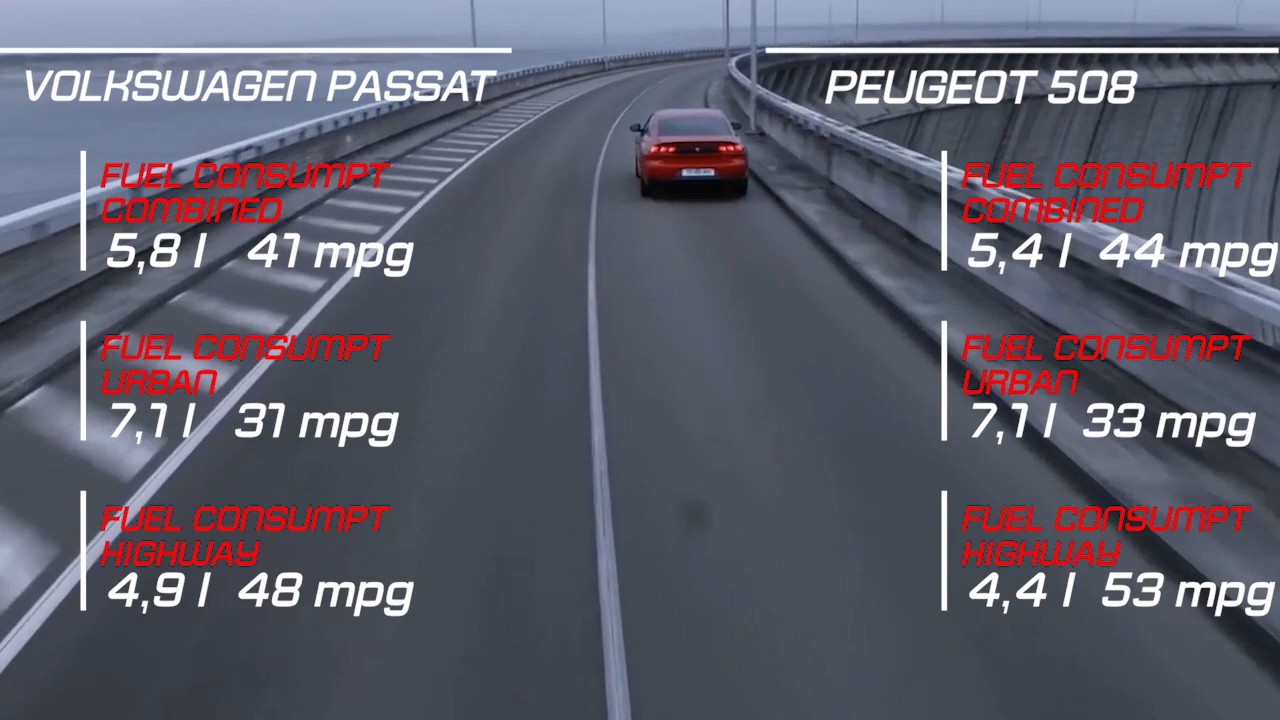 VOLKSWAGEN PASSAT
FUEL CONSUMPT
COMBINED
5,8 l 41 mpg
FUEL CONSUMPT
URBAN
7,1 l 31 mpg
FUEL CONSUMPT
HIGHWAY
4,9 l 48 mpg
PEUGEOT 508
FUEL CONSUMPT
COMBINED
5,4 l 44 mpg
FUEL CONSUMPT
URBAN
7,1 l 33 mpg
FUEL CONSUMPT
HIGHWAY
4,4 l 53 mpg